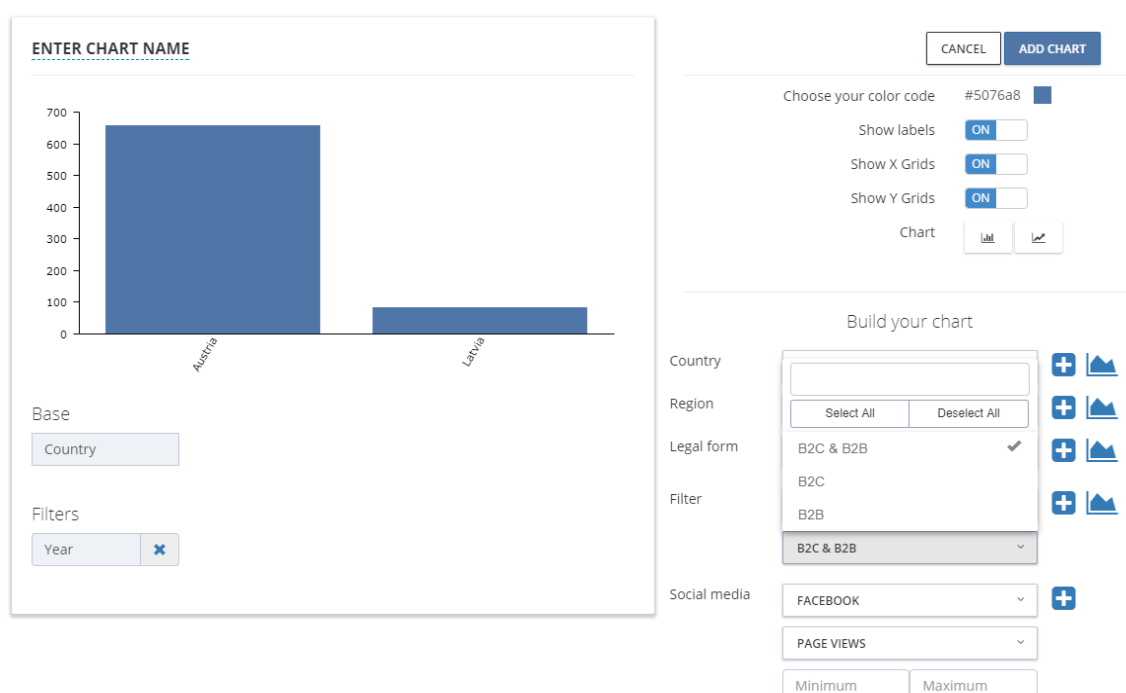 ENTER CHART NAME
CANCEL
ADD CHART
700
600
500
400
300
200
100
0
Austria
Latvia
Base
Country
Filters
Year
Choose your color code
#5076a8
Show labels
ON
Show X Grids
ON
Show Y Grids
ON
Chart
Build your chart
Country
Region
Select All
Deselect All
Legal form
B2C & B2B
B2C
Filter
B2B
B2C & B2B
Social media
FACEBOOK
PAGE VIEWS
Minimum
Maximum